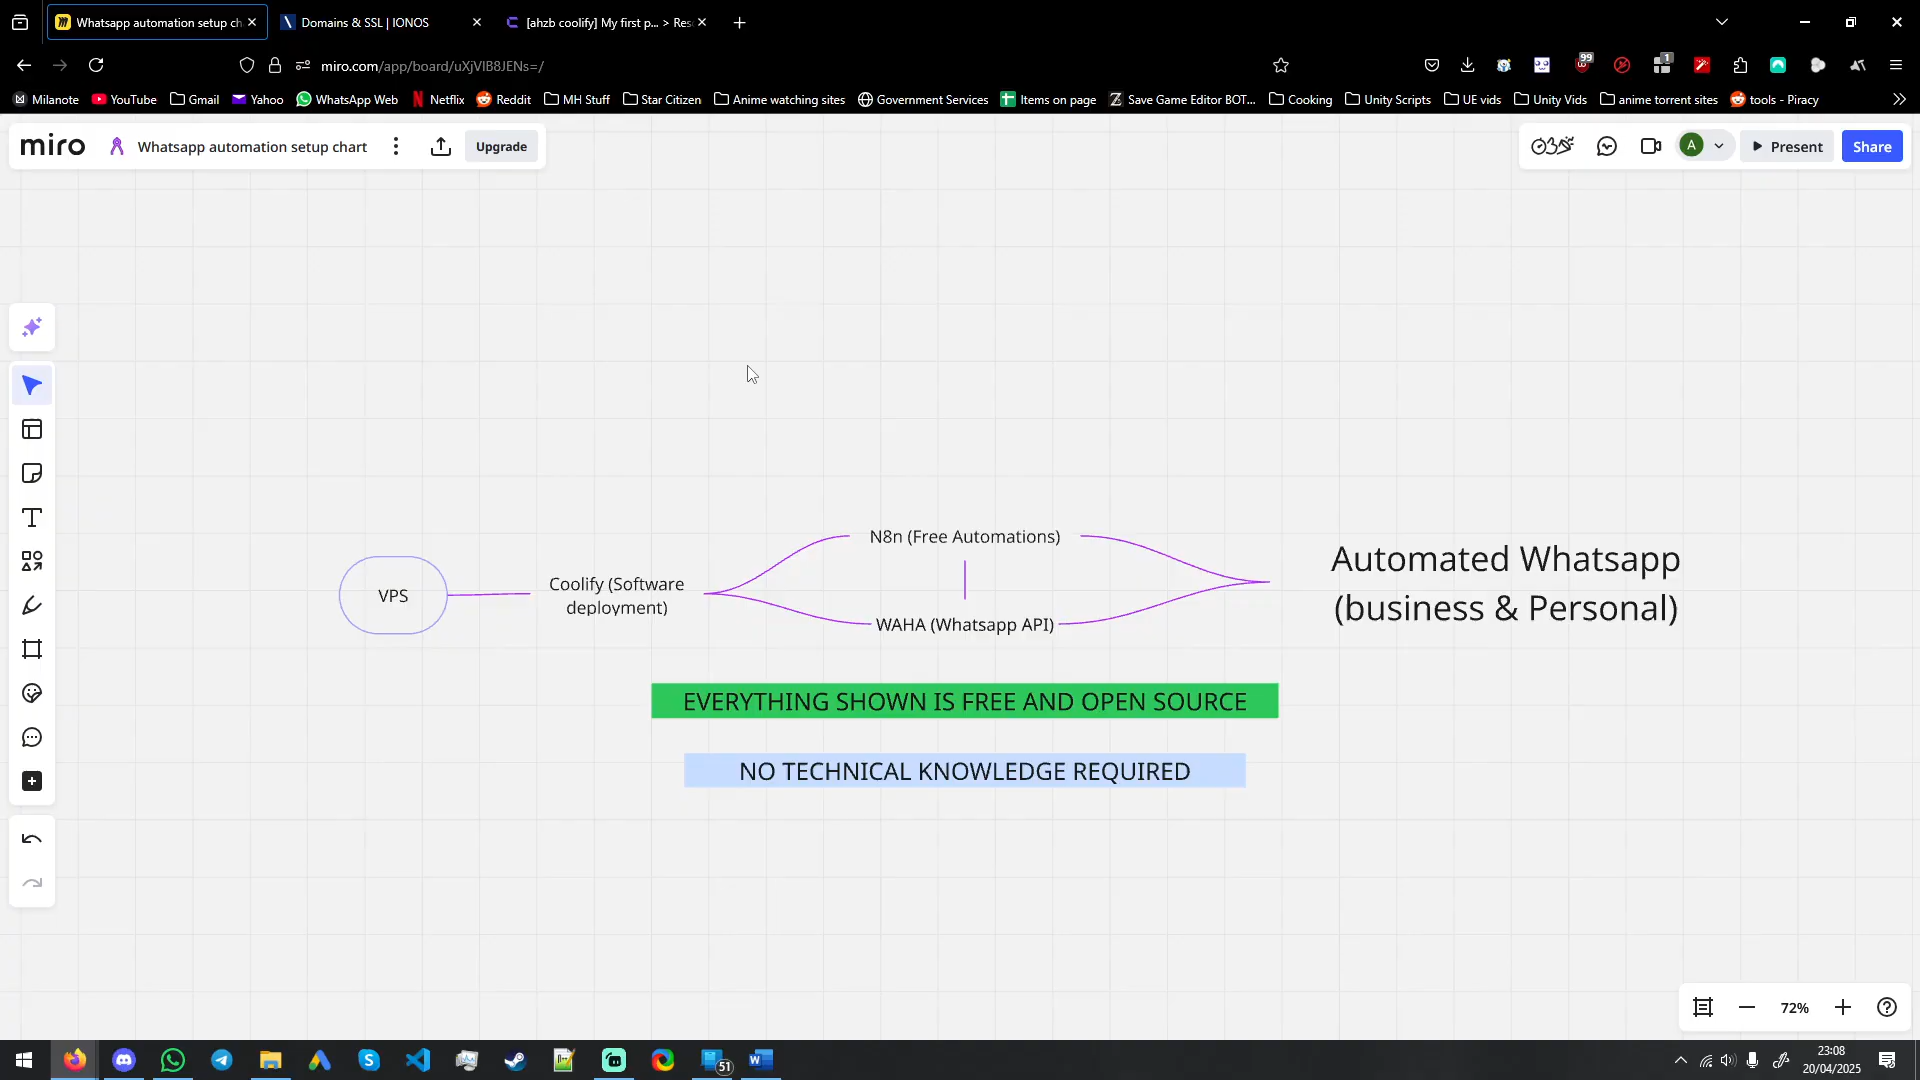 Whatsapp automation setup ch
Domains & SSL | IONOS
[ahzb coolify] My first p... > Res
miro.com/app/board/uXjVIB8JENs=/
99
1
Milanote
YouTube
Gmail
Yahoo
WhatsApp Web
Netflix
Reddit
MH Stuff
Star Citizen
Anime watching sites
Government Services
Items on page
Save Game Editor BOT...
Cooking
Unity Scripts
UE vids
Unity Vids
anime torrent sites
tools - Piracy
miro
Whatsapp automation setup chart
Upgrade
A
Present
Share
N8n (Free Automations)
Automated Whatsapp
(business & Personal)
VPS
Coolify (Software
deployment)
WAHA (Whatsapp API)
EVERYTHING SHOWN IS FREE AND OPEN SOURCE
NO TECHNICAL KNOWLEDGE REQUIRED
72%
51
23:08
20/04/2025